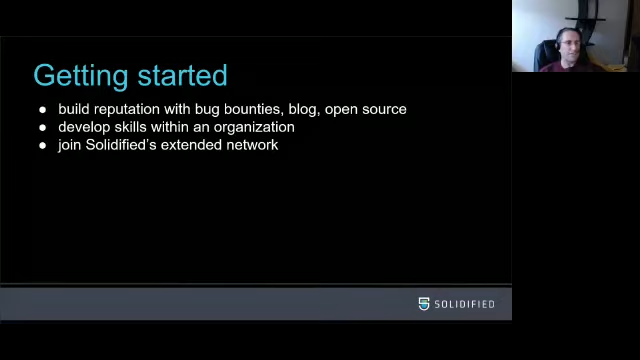 Getting started
● build reputation with bug bounties, blog, open source
● develop skills within an organization
● join Solidified's extended network
SOLIDIFIED